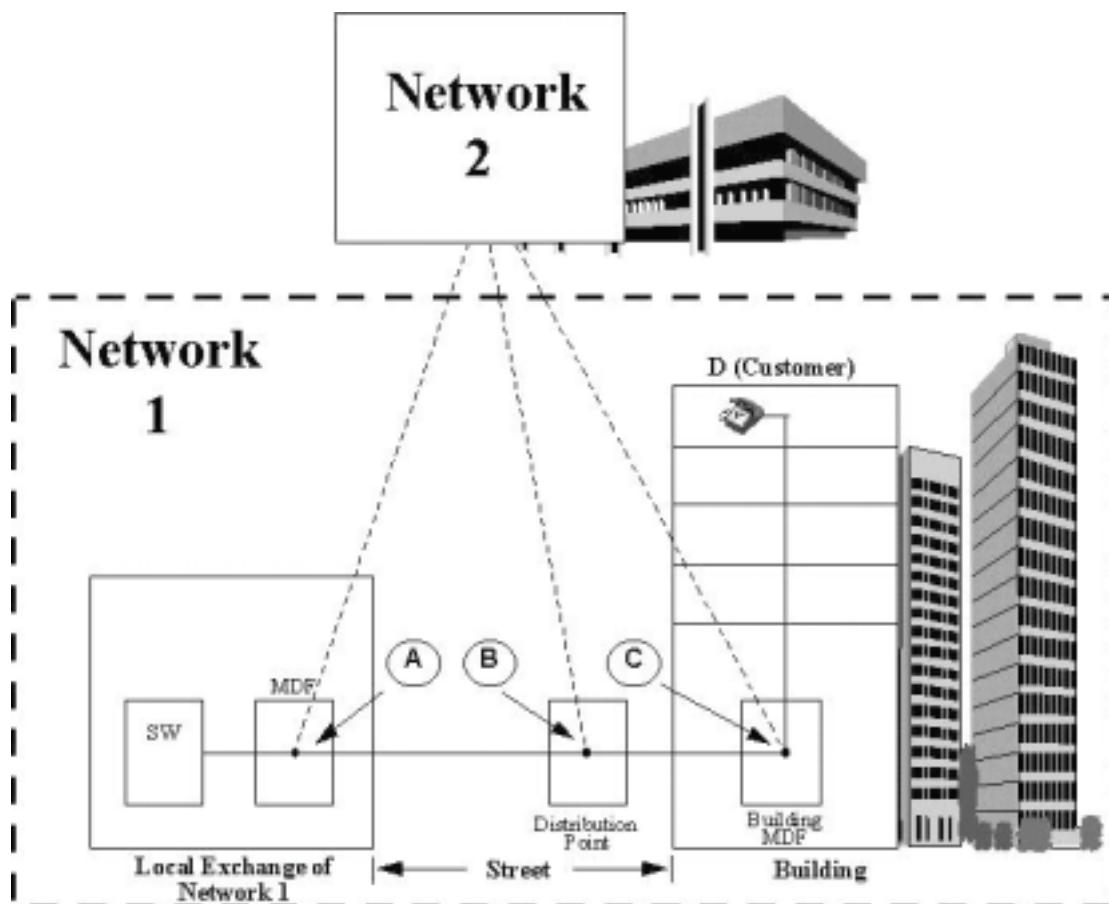 Network
2
Network
1
D (Customer)
A
B
C
MDF
SW
Distribution
Point
Building
MDF
Local Exchange of
Network 1
Street
Building